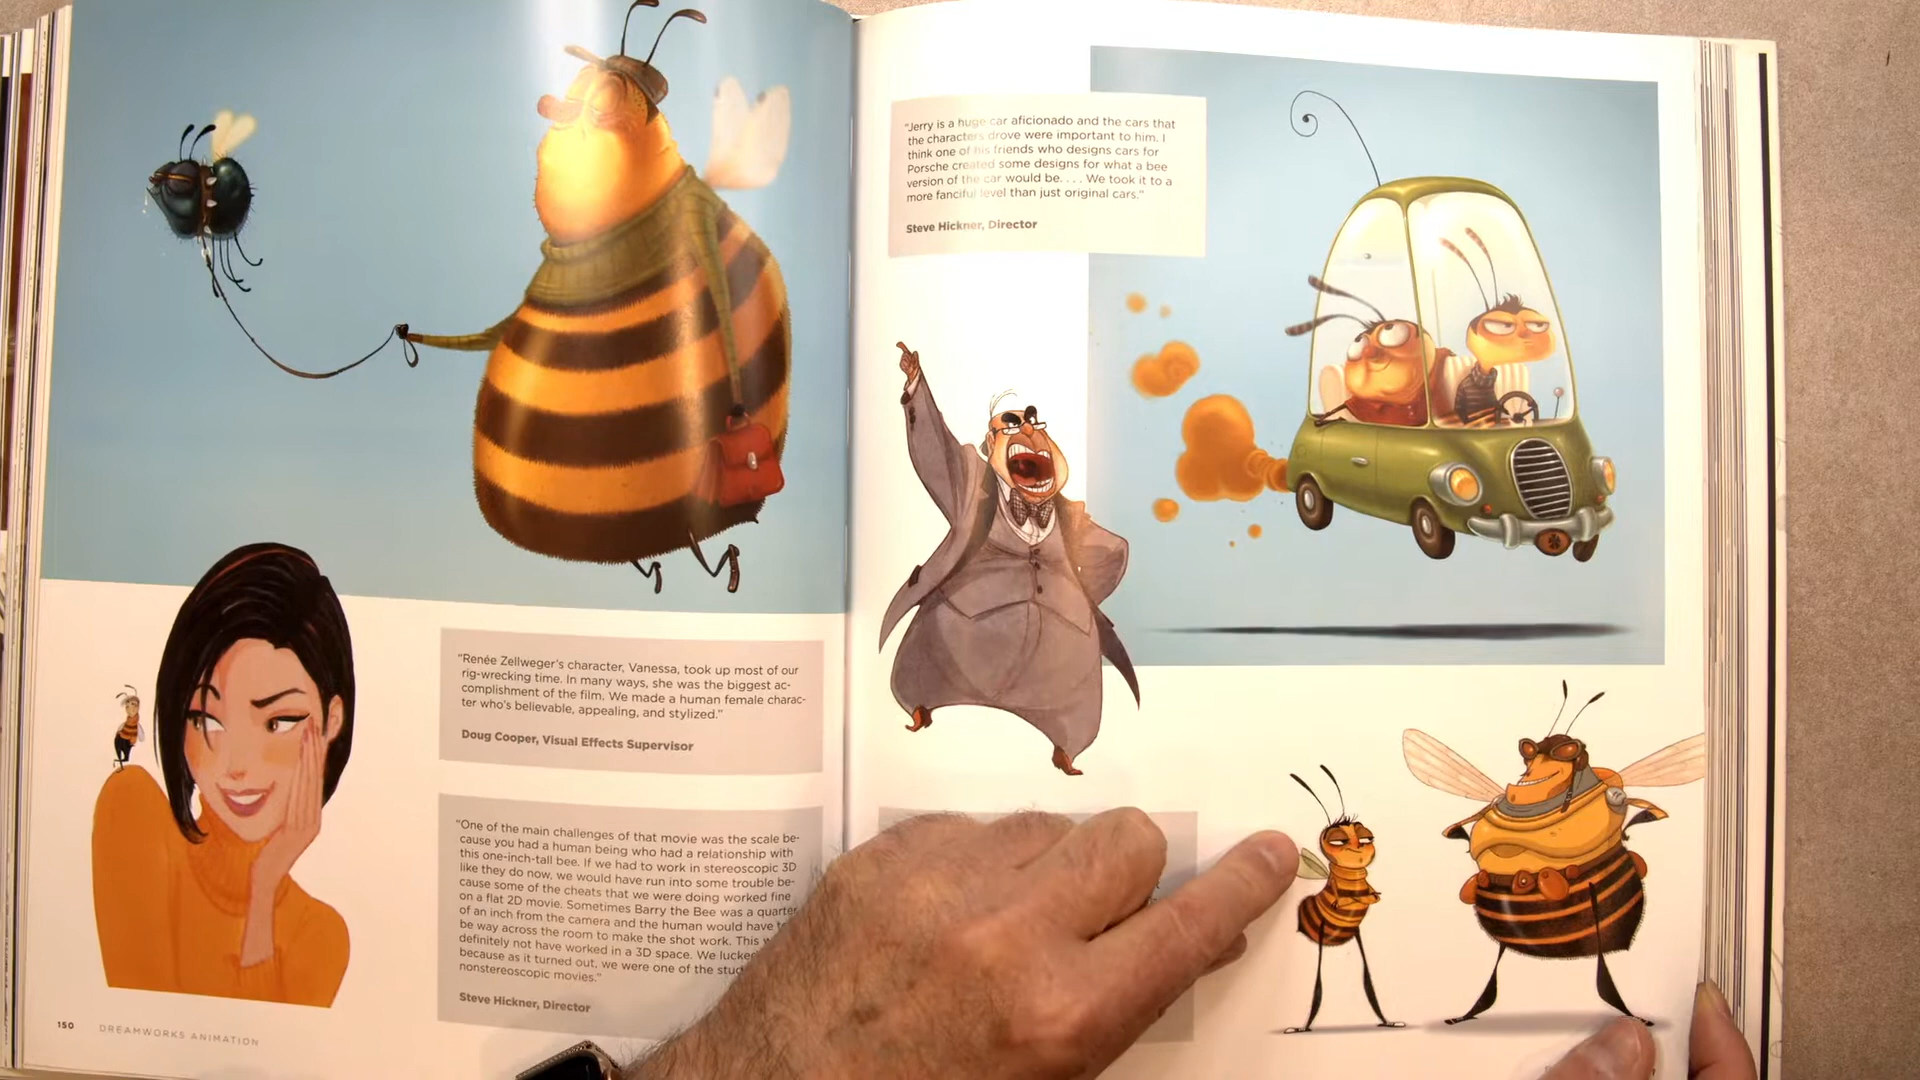 "Renée Zellweger's character, Vanessa, took up most of our
rig-wrecking time. In many ways, she was the biggest ac-
complishment of the film. We made a human female charac-
ter who's believable, appealing, and stylized."
Doug Cooper, Visual Effects Supervisor
"One of the main challenges of that movie was the scale be-
cause you had a human being who had a relationship with
this one-inch-tall bee. If we had to work in stereoscopic 3D
like they do now, we would have run into some trouble be-
cause some of the cheats that we were doing worked fine
on a flat 2D movie. Sometimes Barry the Bee was a quarter
of an inch from the camera and the human would have
be way across the room to make the shot work. This
definitely not have worked in a 3D space. We
because as it turned out, we were one of the
nonstereoscopic movies."
Steve Hickner, Director
150 DREAMWORKS ANIMATION
"Jerry is a huge car aficionado and the cars that
the characters drove were important to him. I
think one of his friends who designs cars for
Porsche created some designs for what a bee
version of the car would be. . . . We took it to a
more fanciful level than just original cars."
Steve Hickner, Director